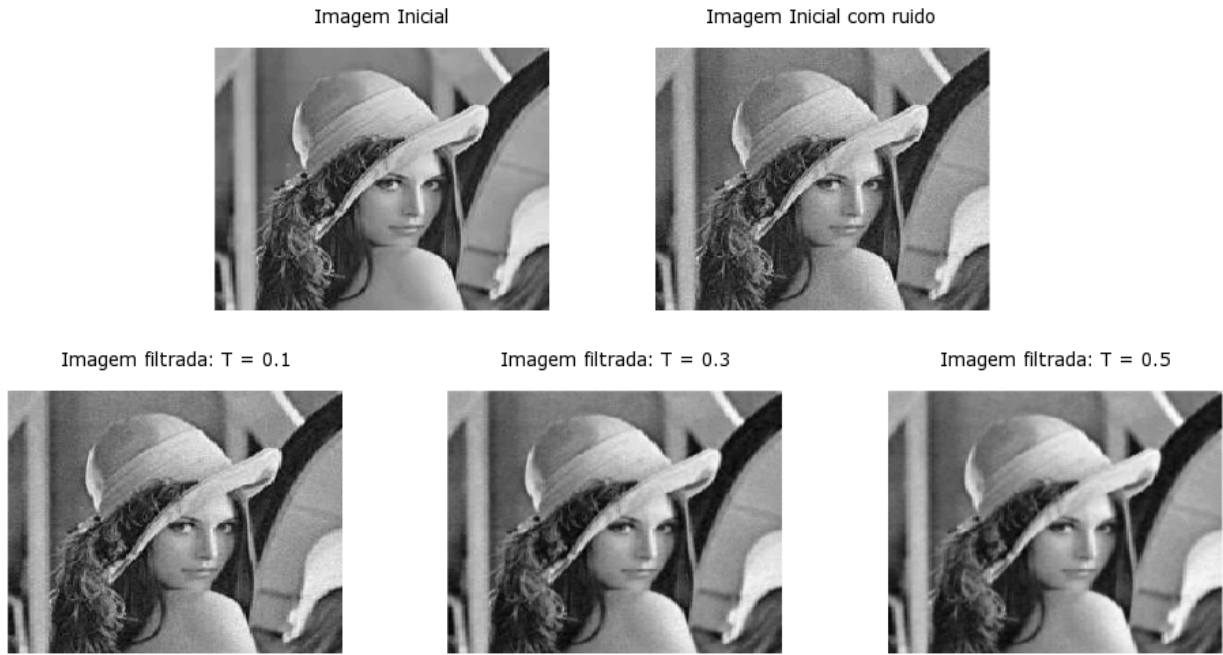 Imagem Inicial
Imagem Inicial com ruido
Imagem filtrada: T = 0.1
Imagem filtrada: T = 0.3
Imagem filtrada: T = 0.5